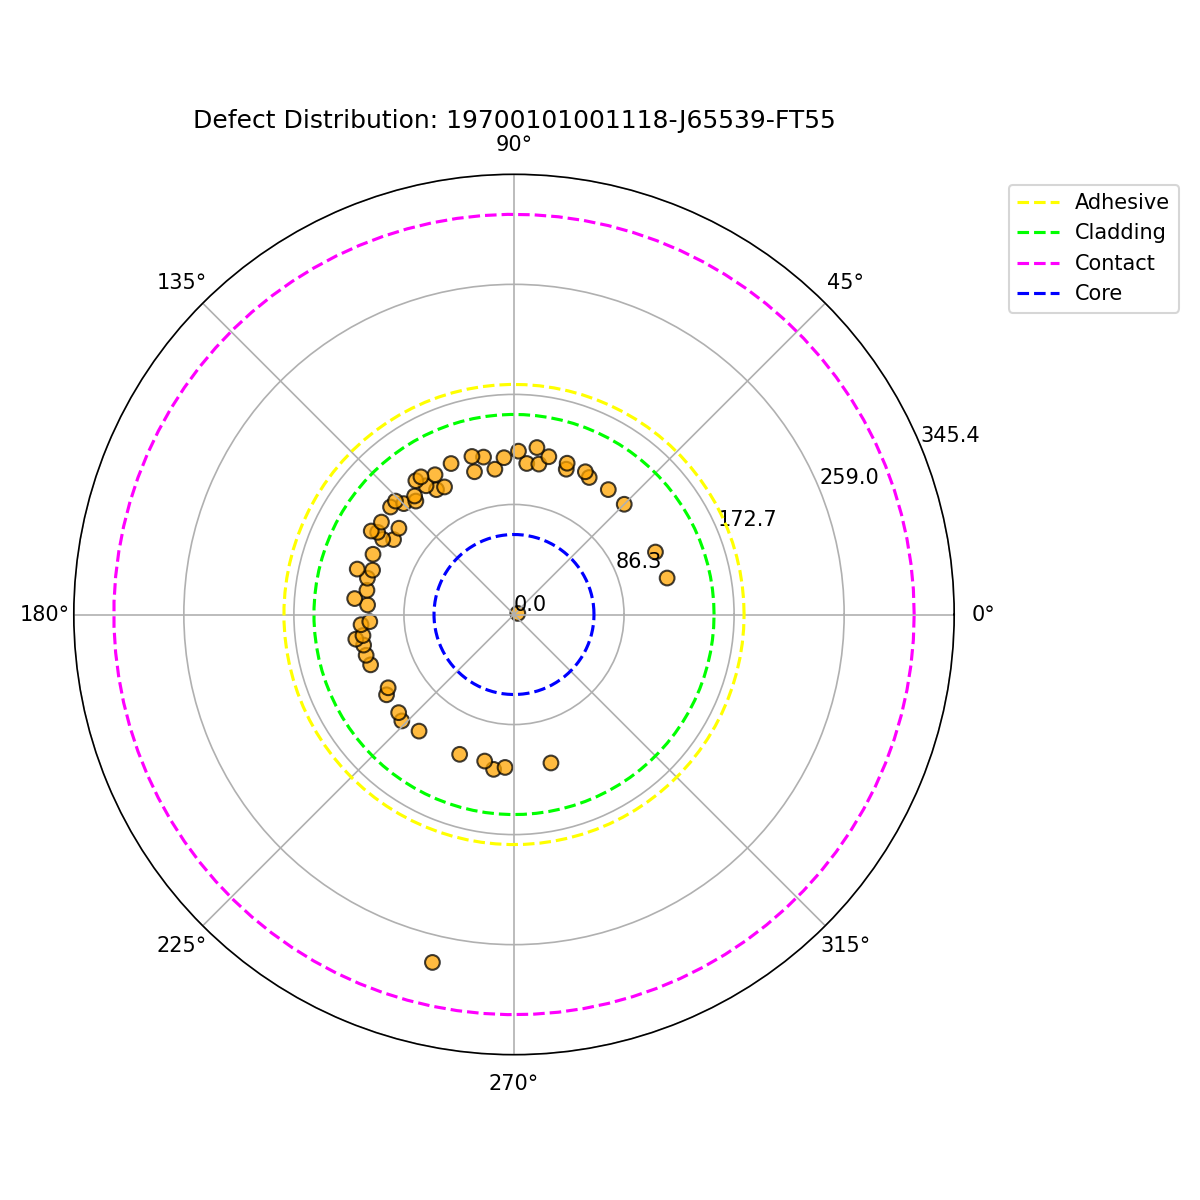 Defect Distribution: 19700101001118-J65539-FT55
90°
Adhesive
Cladding
Contact
Core
135°
45°
345.4
259.0
172.7
86.3
0.0
180°
0°
225°
315°
270°